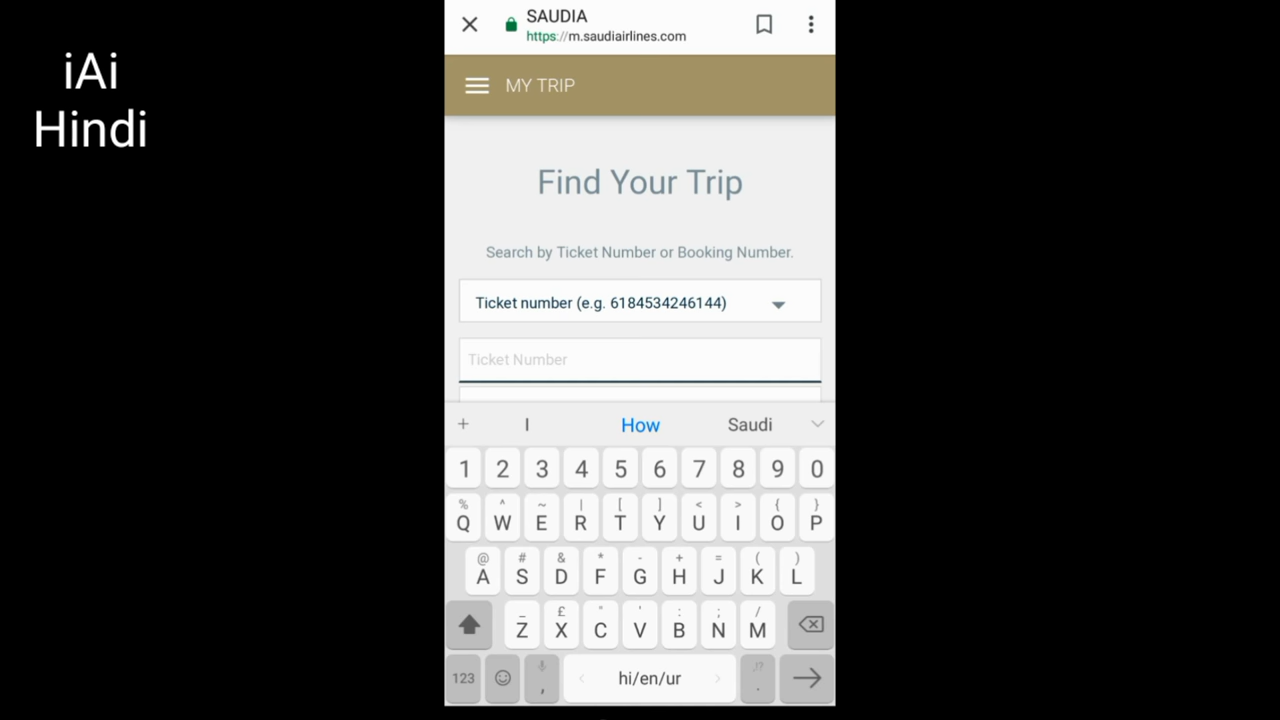 iAi
Hindi
SAUDIA
https://m.saudiairlines.com
MY TRIP
Find Your Trip
Search by Ticket Number or Booking Number.
Ticket number (e.g. 6184534246144)
Ticket Number
+ I How Saudi
1 2 3 4 5 6 7 8 9 0
% ^ ~ | [ ] < > { }
Q W E R T Y U I O P
@ # & * - + = ( )
A S D F G H J K L
_ £ " ' : ; /
Z X C V B N M
,!?
123 , hi/en/ur .